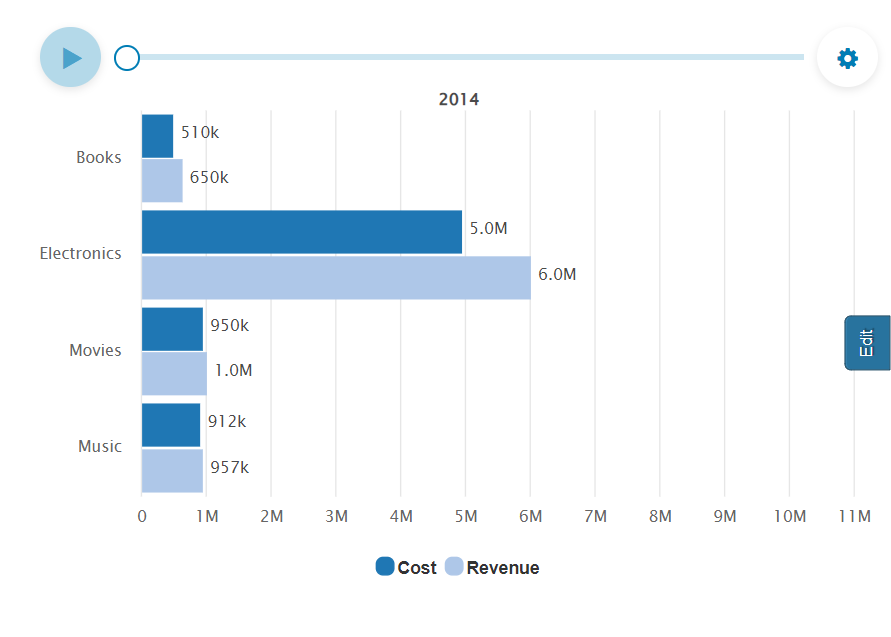 2014
Books
510k
650k
Electronics
5.0M
6.0M
Edit
Movies
950k
1.0M
Music
912k
957k
0 1M 2M 3M 4M 5M 6M 7M 8M 9M 10M 11M
Cost Revenue